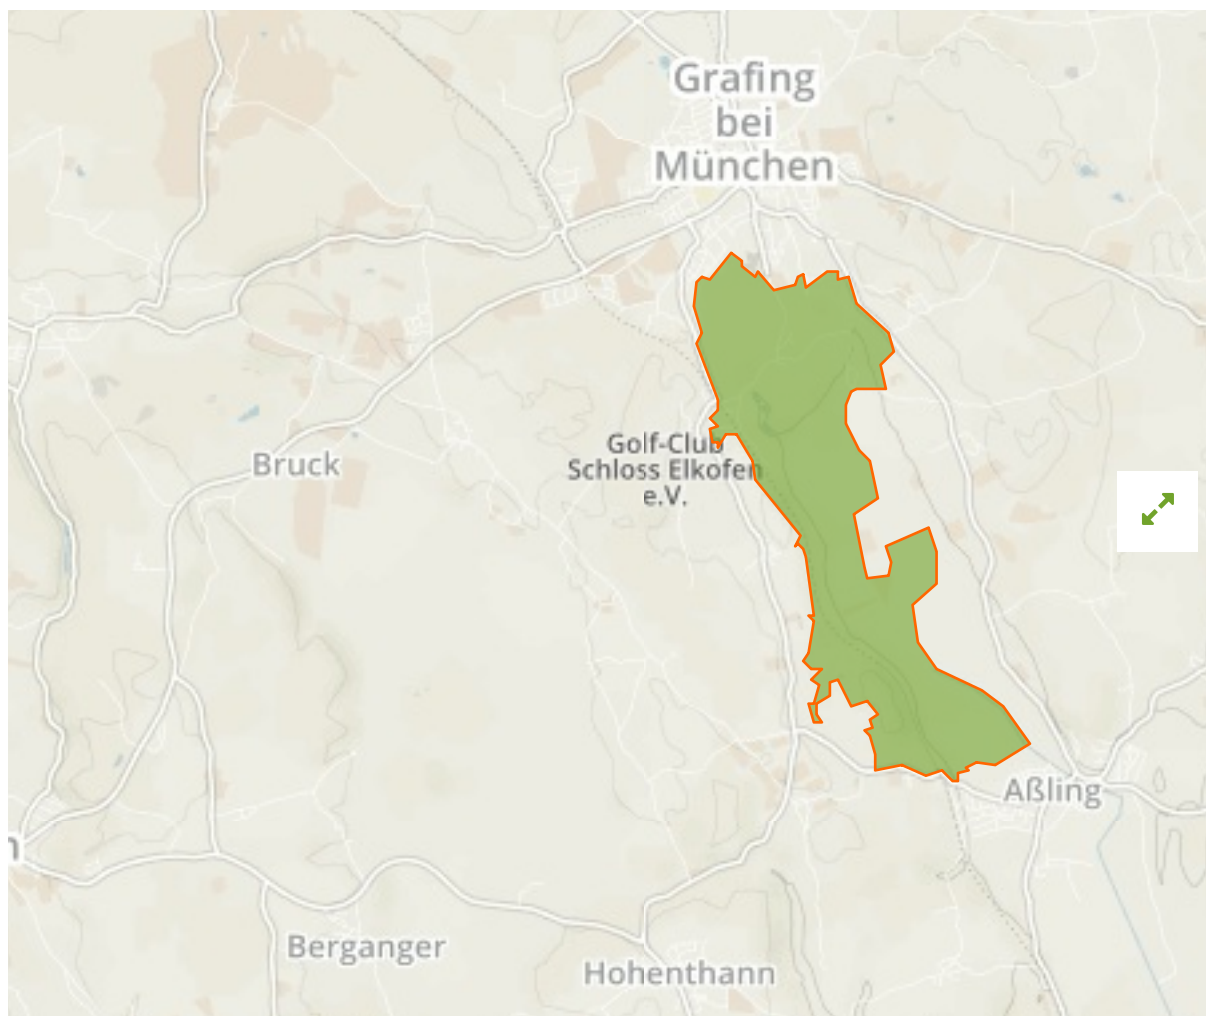 Grafing
bei
München
Golf-Club
Schloss Elkofen
e.V.
Bruck
Aßling
n
Berganger
Hohenthann